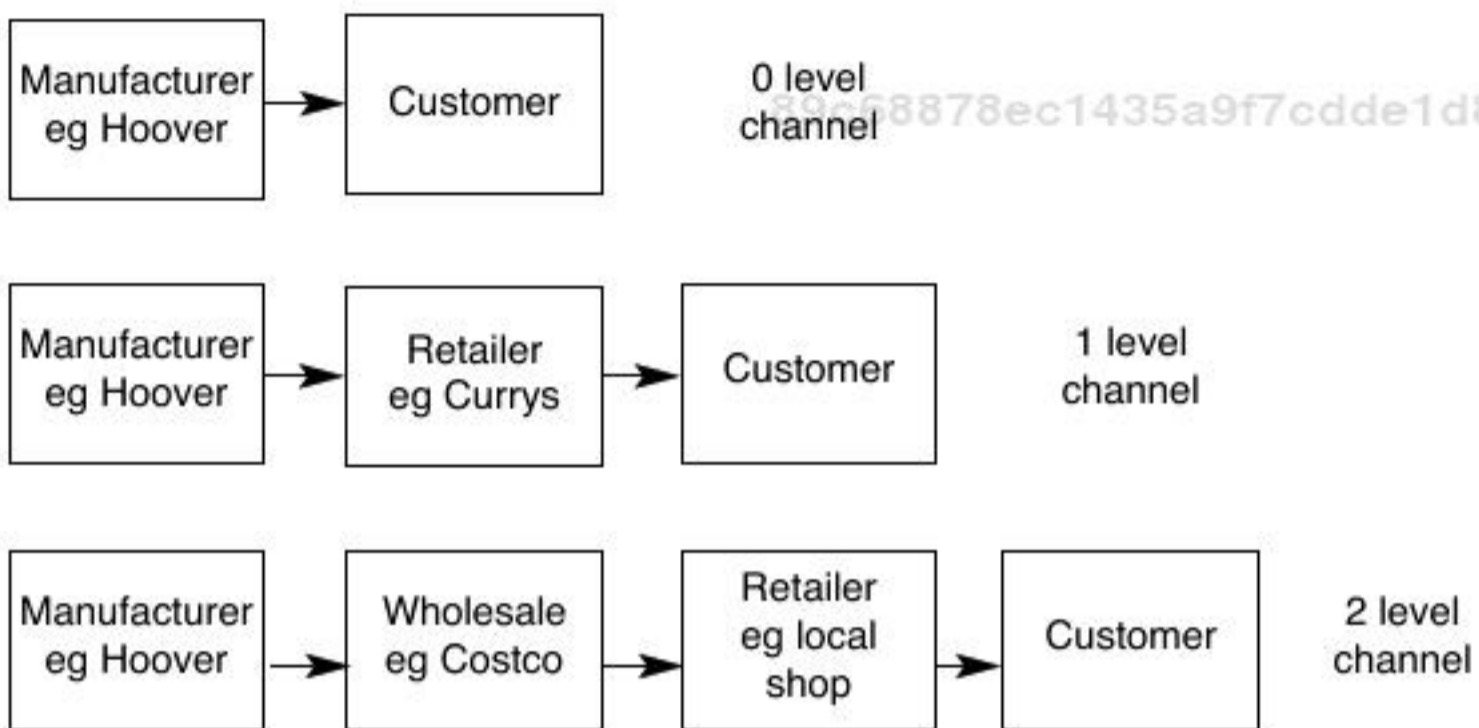 Manufacturer
eg Hoover
Customer
0 level
channel
89c68878ec1435a9f7cdde1d8
Manufacturer
eg Hoover
Retailer
eg Currys
Customer
1 level
channel
Manufacturer
eg Hoover
Wholesale
eg Costco
Retailer
eg local
shop
Customer
2 level
channel